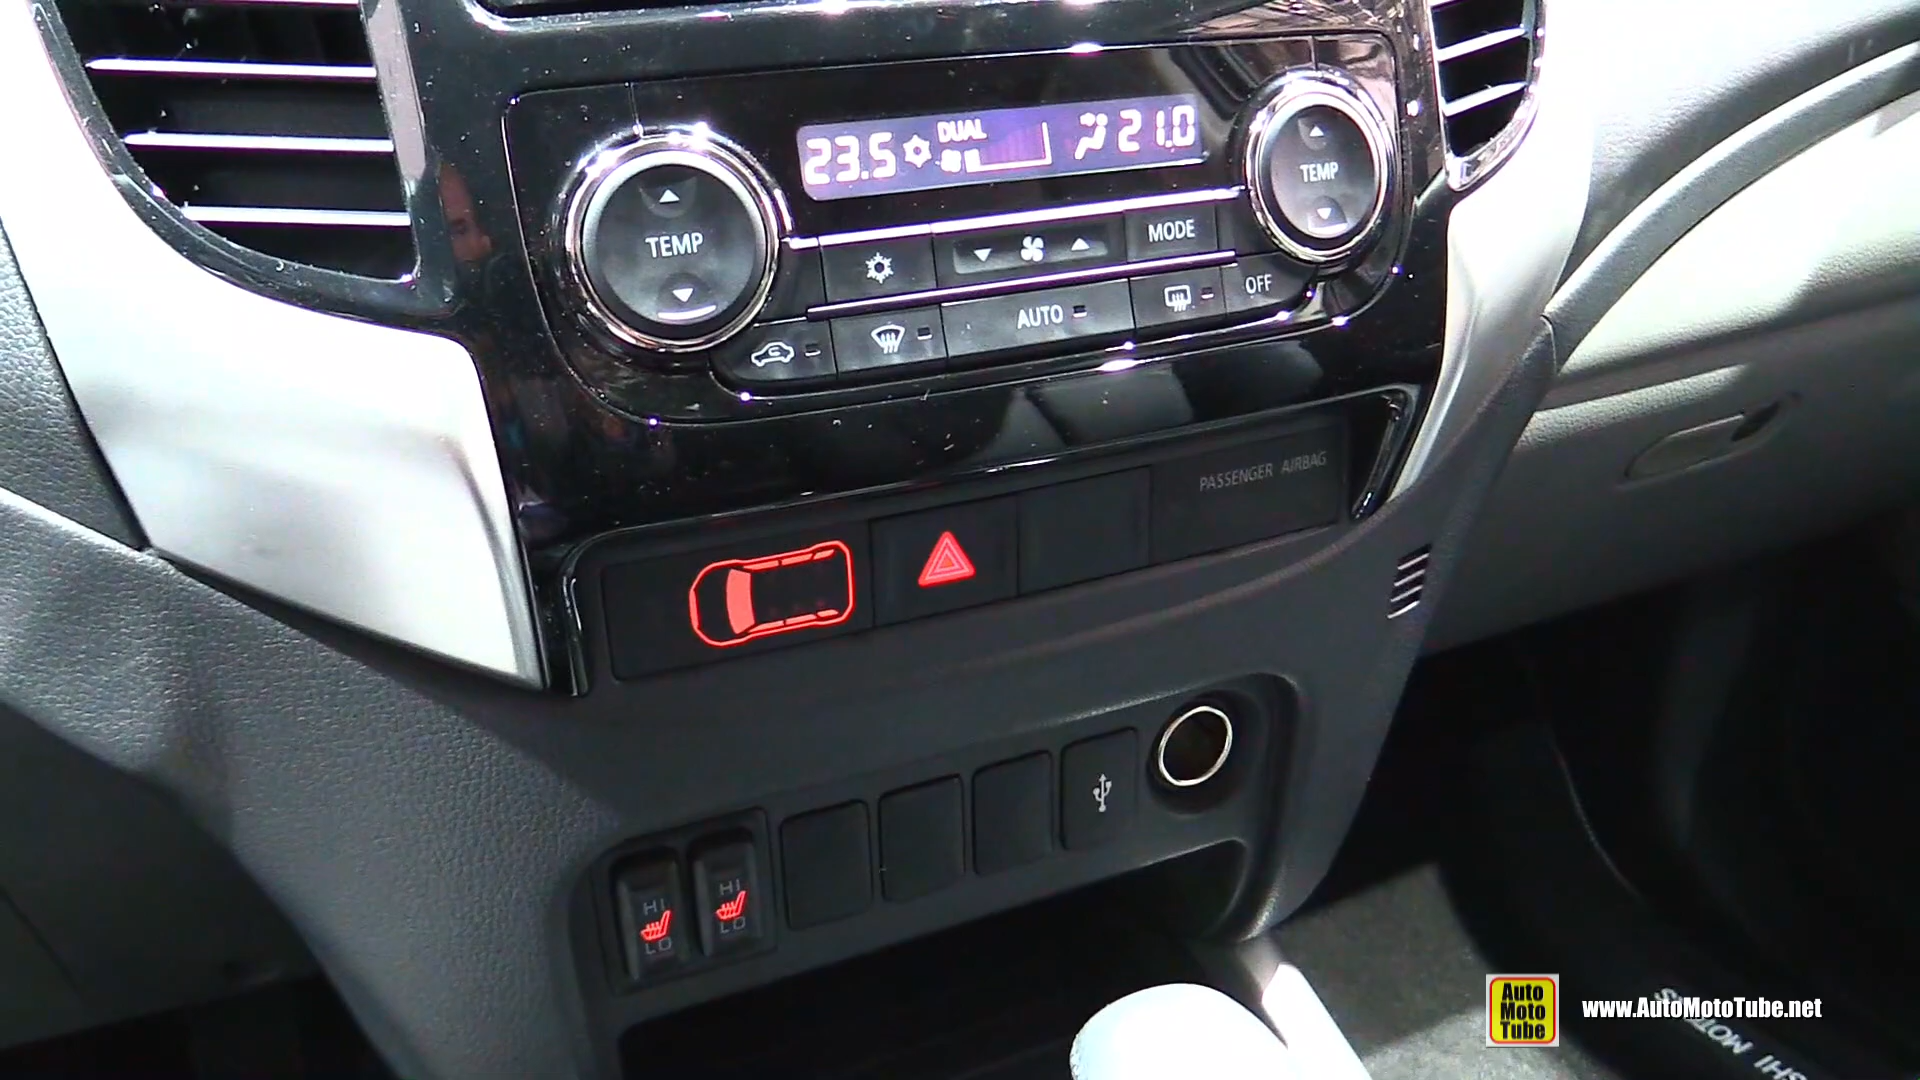 23.5 DUAL 21.0
TEMP
TEMP
MODE
AUTO
OFF
PASSENGER AIRBAG
HI
LO
HI
LO
Auto
Moto
Tube
www.AutoMotoTube.net